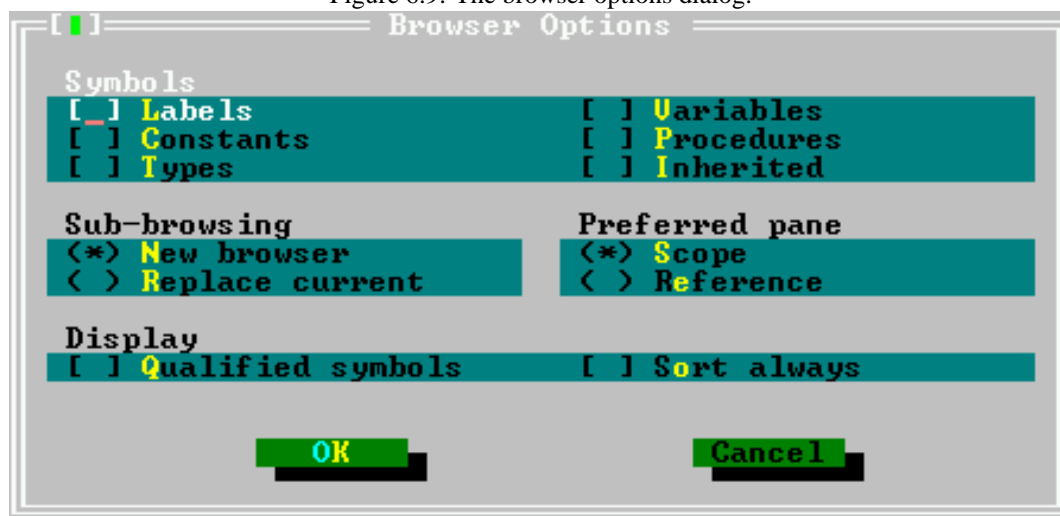 Figure 6.9: The browser options dialog.
[▮] Browser Options
Symbols
[_] Labels [ ] Variables
[ ] Constants [ ] Procedures
[ ] Types [ ] Inherited
Sub-browsing Preferred pane
(*) New browser (*) Scope
( ) Replace current ( ) Reference
Display
[ ] Qualified symbols [ ] Sort always
OK Cancel